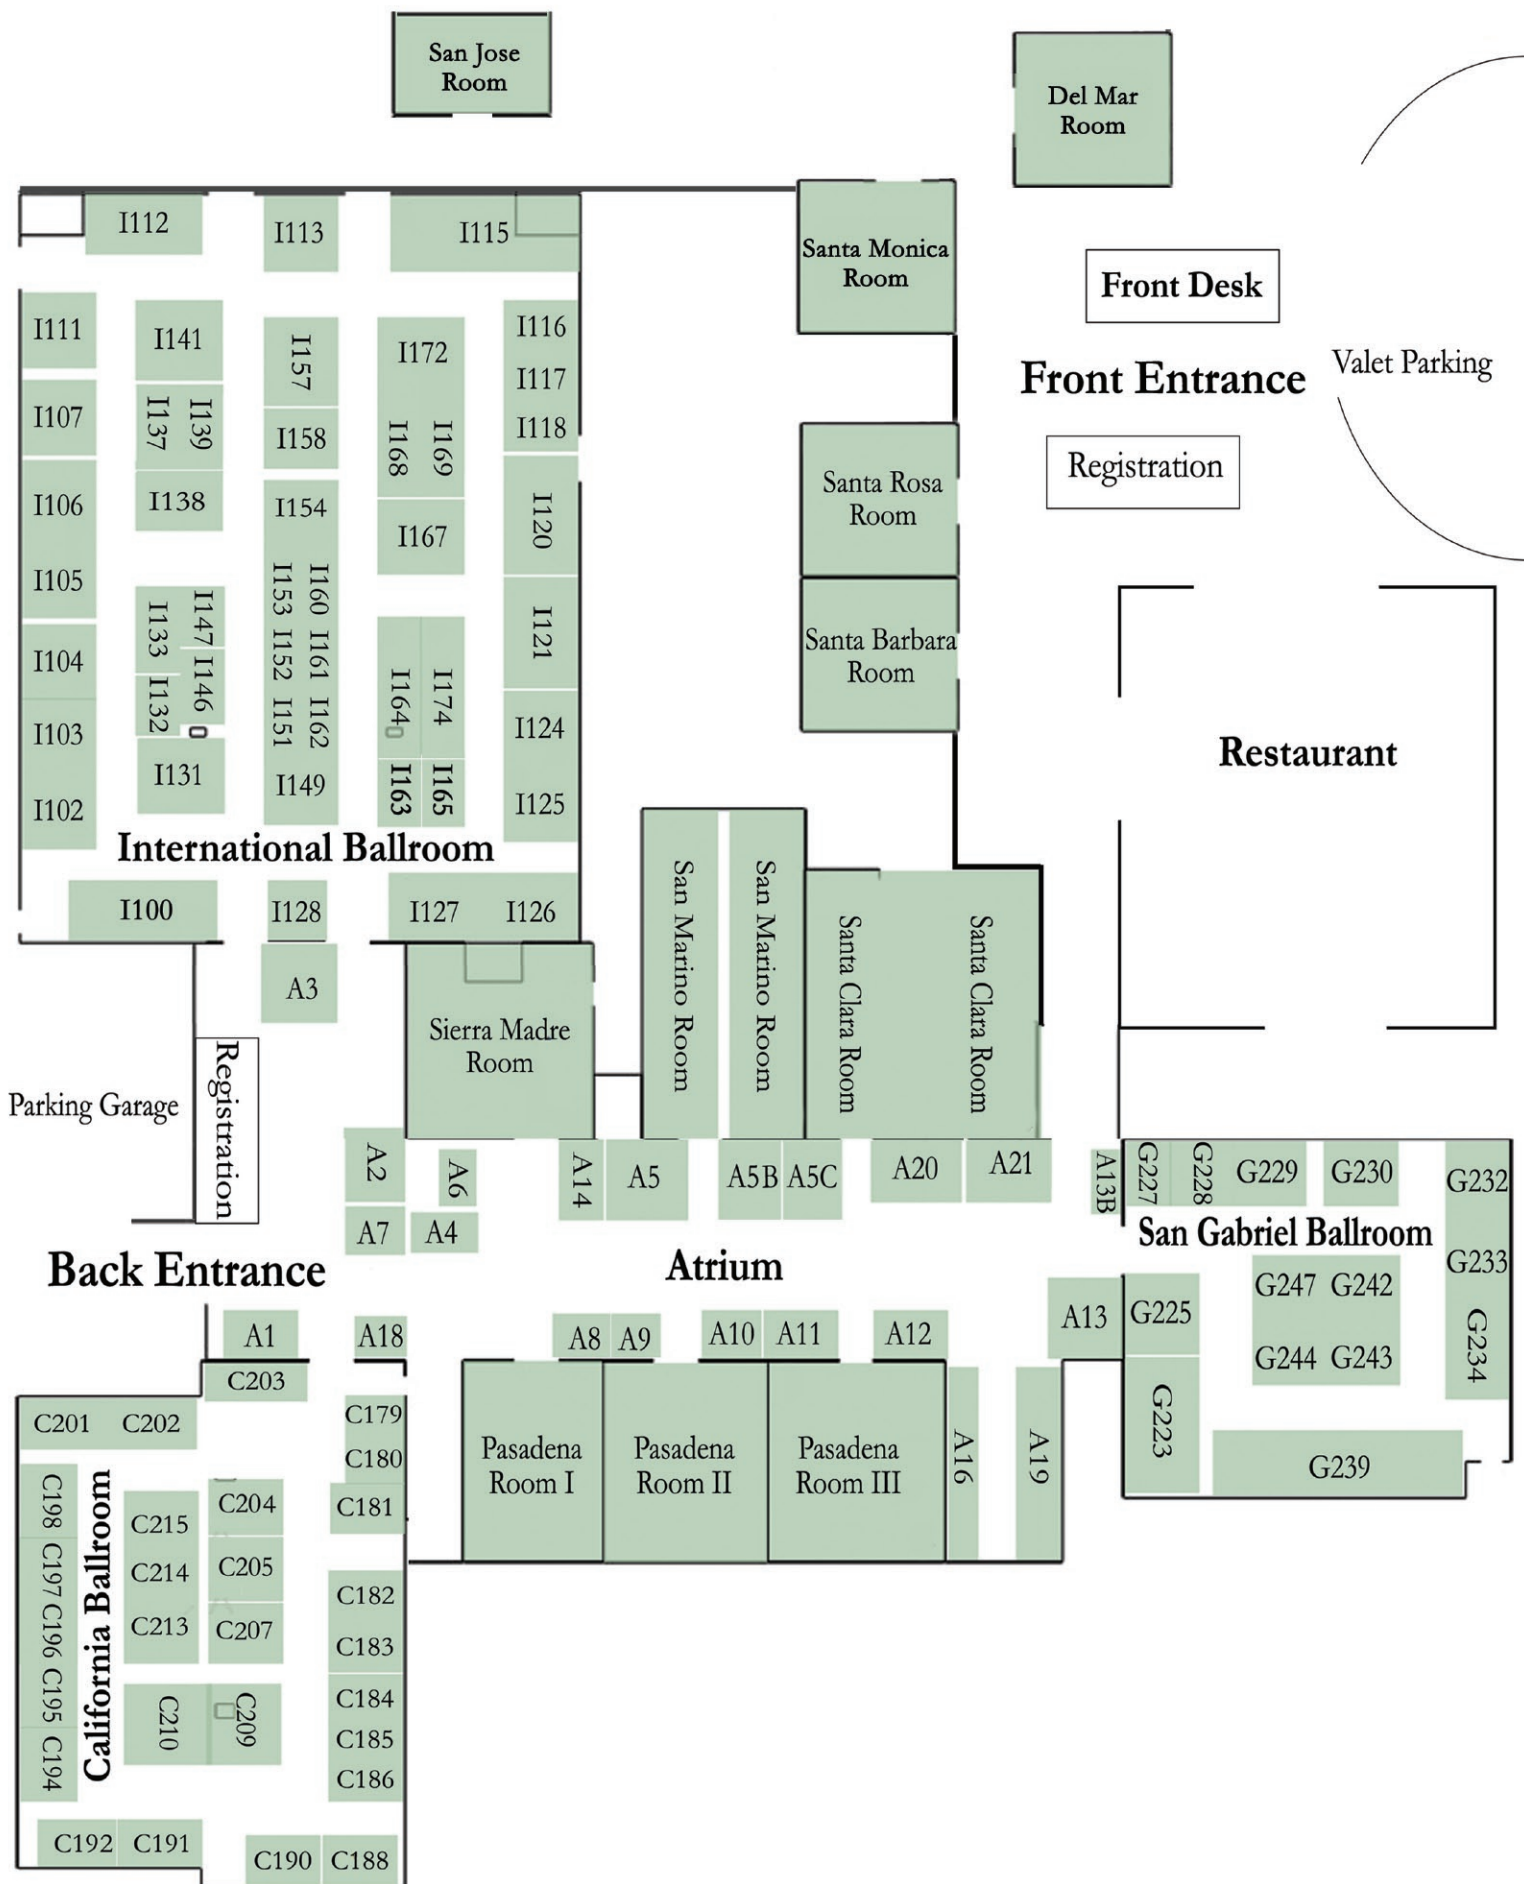 San Jose
Room
Del Mar
Room
Santa Monica
Room
Front Desk
Front Entrance
Valet Parking
Registration
Santa Rosa
Room
Santa Barbara
Room
Restaurant
I112
I113
I115
I111
I141
I157
I172
I116
I117
I118
I107
I137
I139
I158
I168
I169
I106
I138
I154
I167
I120
I105
I153
I160
I133
I147
I152
I161
I121
I104
I132
I146
I164
I174
I103
I151
I162
I124
I131
I149
I163
I165
I125
I102
International Ballroom
I100
I128
I127
I126
A3
Sierra Madre
Room
San Marino Room
San Marino Room
Santa Clara Room
Santa Clara Room
Parking Garage
Registration
A2
A6
A14
A5
A5B
A5C
A20
A21
A13B
A7
A4
G227
G228
G229
G230
G232
San Gabriel Ballroom
Back Entrance
Atrium
G233
G247
G242
A1
A18
A8
A9
A10
A11
A12
A13
G225
G244
G243
G234
G223
G239
Pasadena
Room I
Pasadena
Room II
Pasadena
Room III
A16
A19
C203
C201
C202
C179
C180
C181
California Ballroom
C198
C197
C196
C195
C194
C215
C204
C214
C205
C213
C207
C182
C183
C210
C209
C184
C185
C186
C192
C191
C190
C188